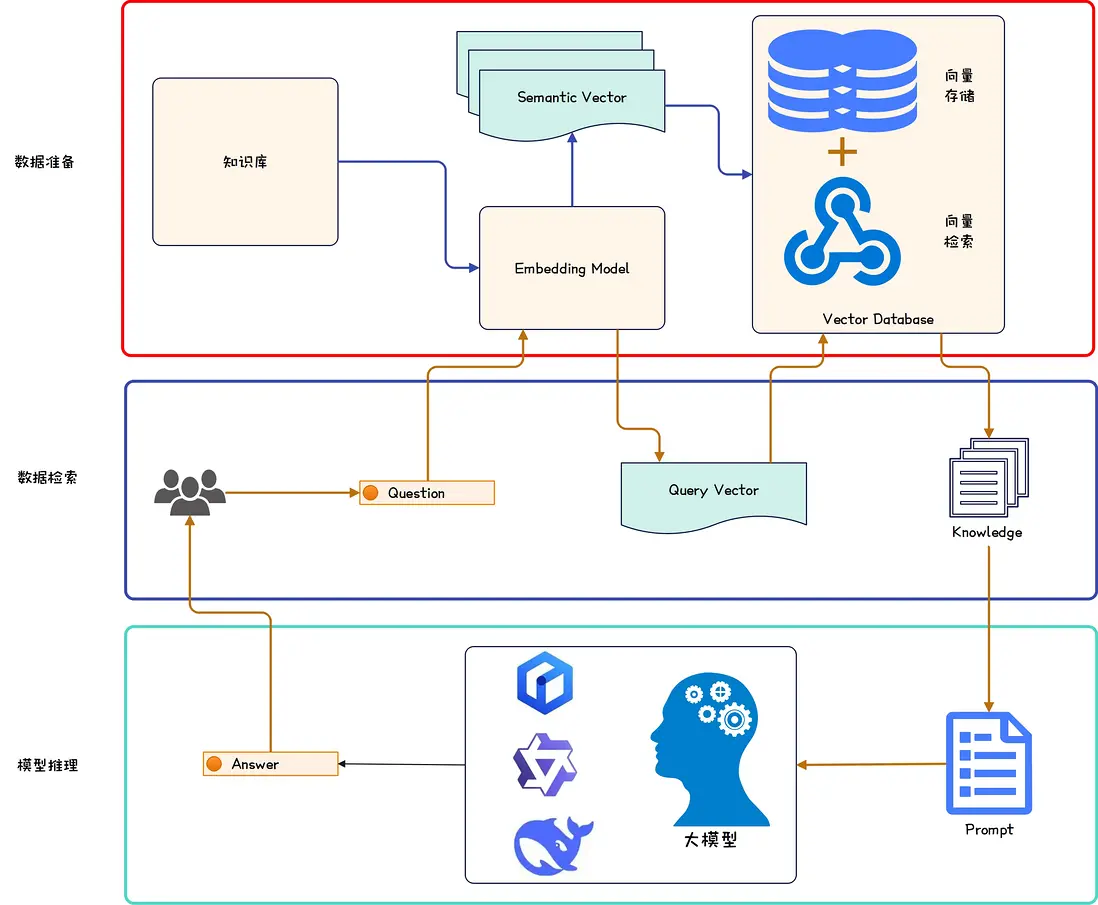 Semantic Vector
向量
存储
数据准备
知识库
向量
检索
Embedding Model
Vector Database
数据检索
Question
Query Vector
Knowledge
模型推理
Answer
大模型
Prompt